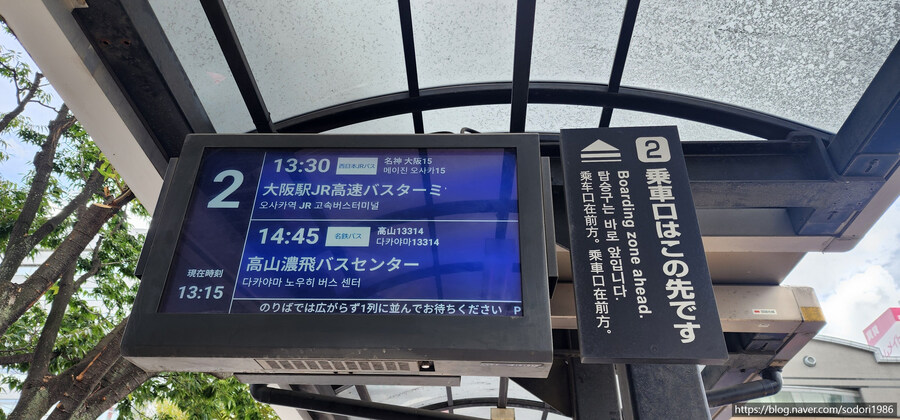 2
現在時刻
13:15
13:30 西日本JRバス 名神 大阪15
메이진 오사카15
大阪駅JR高速バスターミ
오사카역 JR 고속버스터미널
14:45 名鉄バス 高山13314
다카야마13314
高山濃飛バスセンター
다카야마 노우히 버스 센터
のりばでは広がらず1列に並んでお待ちください P
2 乗車口はこの先です
Boarding zone ahead.
탑승구는 바로 앞입니다.
乘车口在前方。乘車口在前方。
https://blog.naver.com/sodori1986